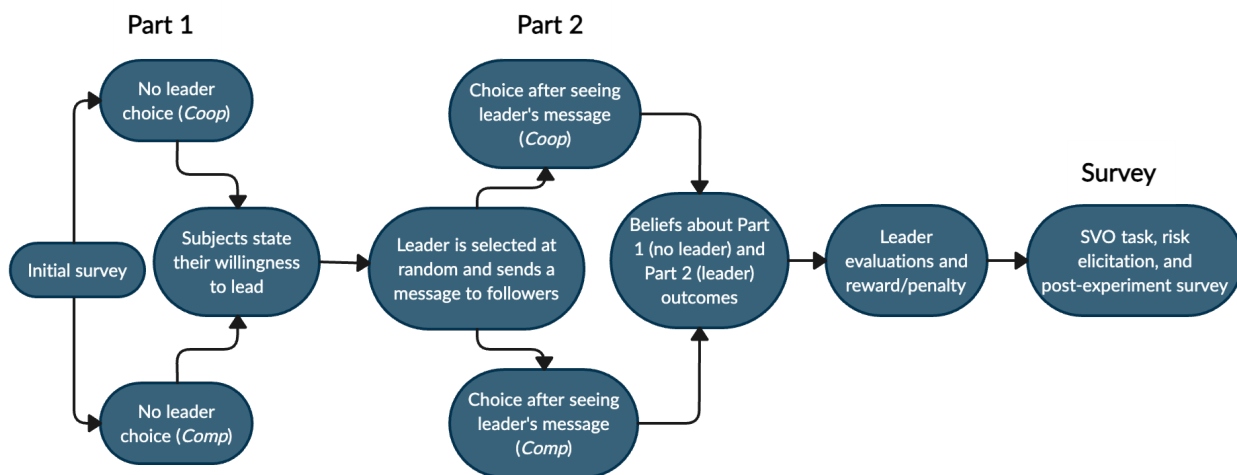 Part 1
Part 2
Survey
Initial survey
No leader
choice (Coop)
No leader
choice (Comp)
Subjects state
their willingness
to lead
Leader is selected at
random and sends a
message to followers
Choice after seeing
leader's message
(Coop)
Choice after seeing
leader's message
(Comp)
Beliefs about Part
1 (no leader) and
Part 2 (leader)
outcomes
Leader
evaluations and
reward/penalty
SVO task, risk
elicitation, and
post-experiment survey